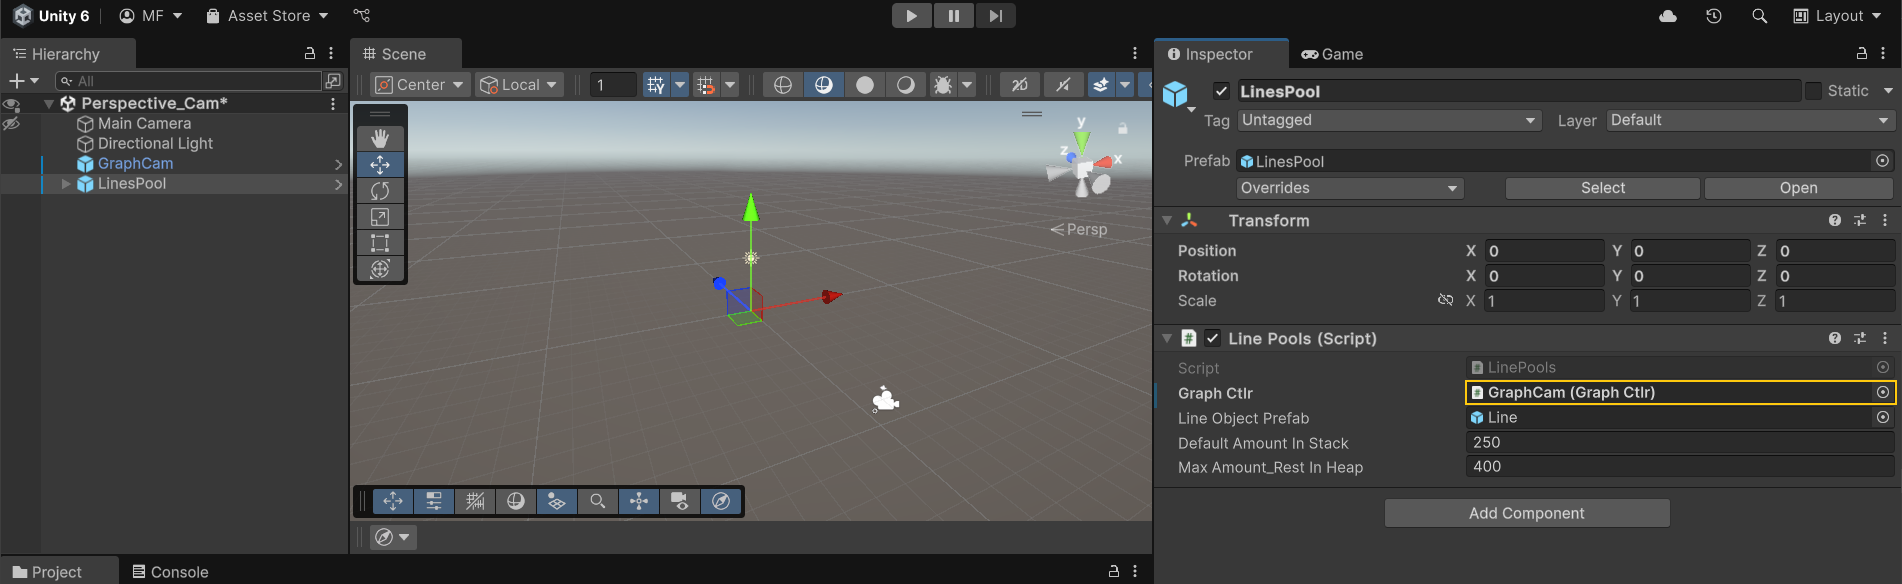 Unity 6
MF
Asset Store
Layout
Hierarchy
All
Perspective_Cam*
Main Camera
Directional Light
GraphCam
LinesPool
Scene
Center
Local
1
2D
y
z
x
Persp
Inspector
Game
LinesPool
Static
Tag
Untagged
Layer
Default
Prefab
LinesPool
Overrides
Select
Open
Transform
Position
X 0 Y 0 Z 0
Rotation
X 0 Y 0 Z 0
Scale
X 1 Y 1 Z 1
Line Pools (Script)
Script
LinePools
Graph Ctlr
GraphCam (Graph Ctlr)
Line Object Prefab
Line
Default Amount In Stack
250
Max Amount_Rest In Heap
400
Add Component
Project
Console